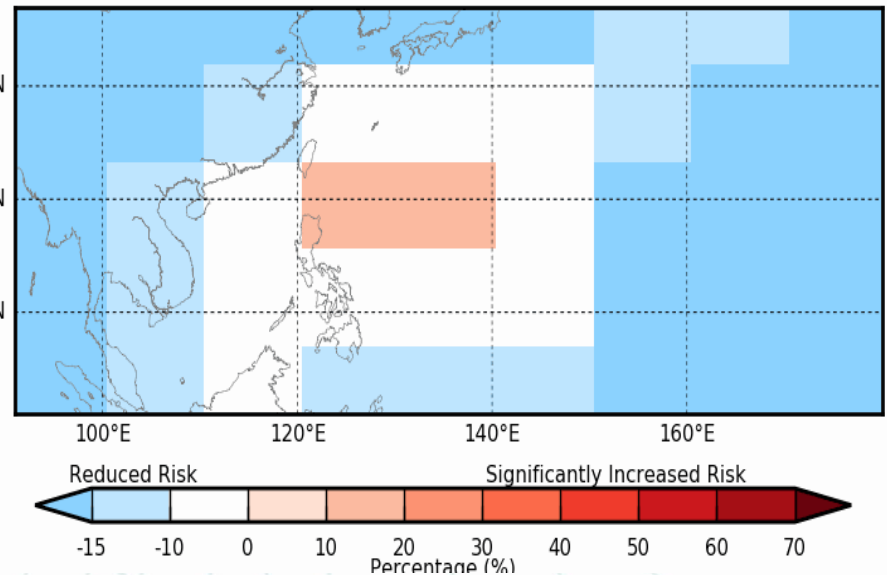 N
N
N
100°E 120°E 140°E 160°E
Reduced Risk Significantly Increased Risk
-15 -10 0 10 20 30 40 50 60 70
Percentage (%)